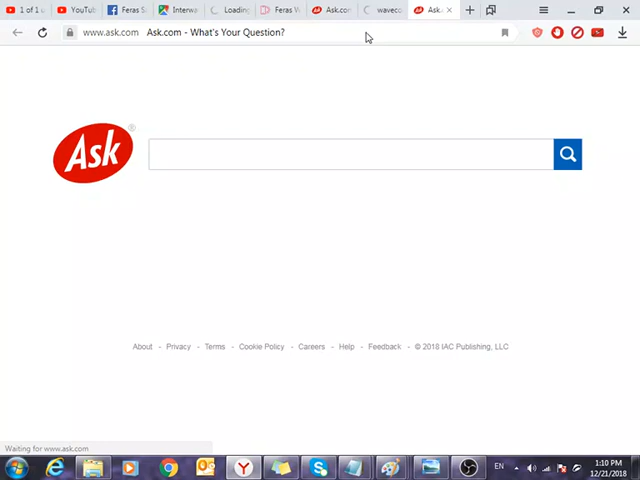 1 of 1 u
YouTub
Feras S
Interwa
Loading
Feras W
Ask.co
waveco
Ask.
www.ask.com Ask.com - What's Your Question?
Ask
About - Privacy - Terms - Cookie Policy - Careers - Help - Feedback - © 2018 IAC Publishing, LLC
Waiting for www.ask.com
EN
1:10 PM
12/21/2018